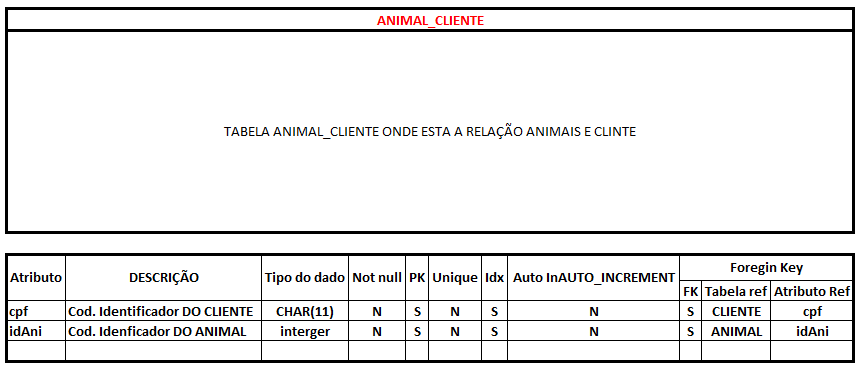 ANIMAL_CLIENTE
TABELA ANIMAL_CLIENTE ONDE ESTA A RELAÇÃO ANIMAIS E CLINTE
Atributo DESCRIÇÃO Tipo do dado Not null PK Unique Idx Auto InAUTO_INCREMENT Foregin Key
FK Tabela ref Atributo Ref
cpf Cod. Identificador DO CLIENTE CHAR(11) N S N S N S CLIENTE cpf
idAni Cod. Idenficador DO ANIMAL interger N S N S N S ANIMAL idAni